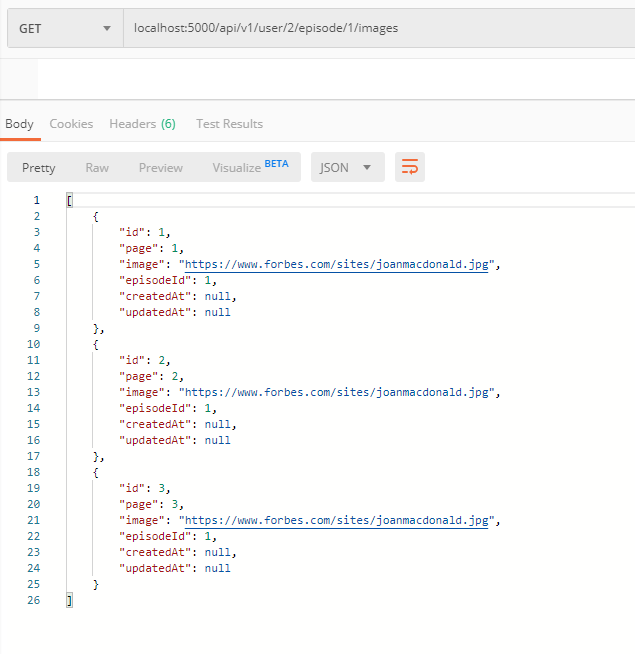 GET localhost:5000/api/v1/user/2/episode/1/images
Body Cookies Headers (6) Test Results
Pretty Raw Preview Visualize BETA JSON
1 [
2 {
3 "id": 1,
4 "page": 1,
5 "image": "https://www.forbes.com/sites/joanmacdonald.jpg",
6 "episodeId": 1,
7 "createdAt": null,
8 "updatedAt": null
9 },
10 {
11 "id": 2,
12 "page": 2,
13 "image": "https://www.forbes.com/sites/joanmacdonald.jpg",
14 "episodeId": 1,
15 "createdAt": null,
16 "updatedAt": null
17 },
18 {
19 "id": 3,
20 "page": 3,
21 "image": "https://www.forbes.com/sites/joanmacdonald.jpg",
22 "episodeId": 1,
23 "createdAt": null,
24 "updatedAt": null
25 }
26 ]